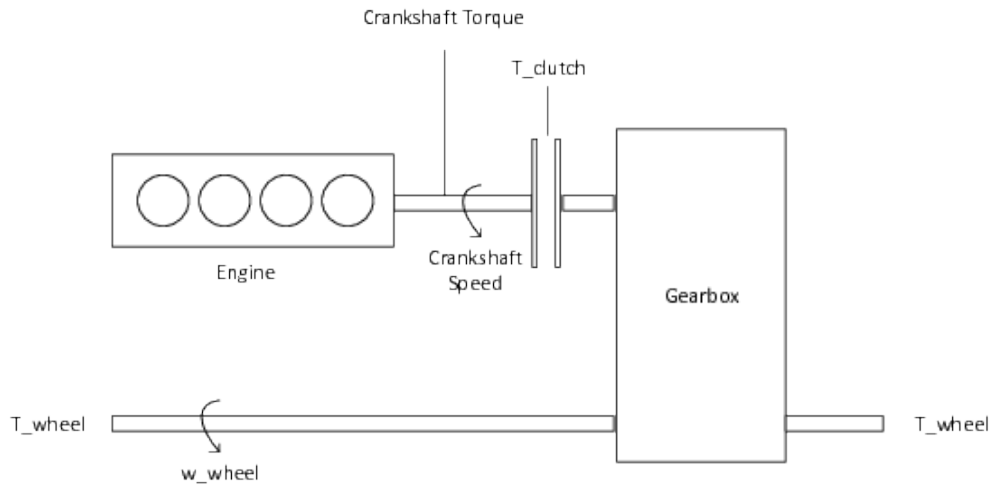 Crankshaft Torque
T_clutch
Engine
Crankshaft
Speed
Gearbox
T_wheel
T_wheel
w_wheel